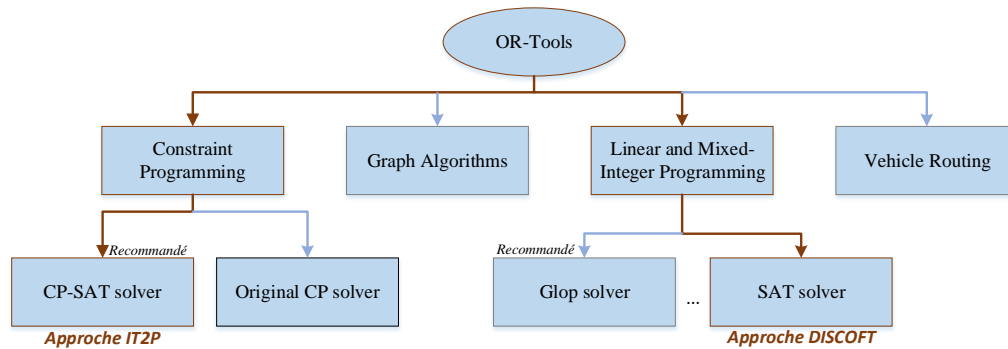 OR-Tools
Constraint
Programming
Graph Algorithms
Linear and Mixed-
Integer Programming
Vehicle Routing
Recommandé
CP-SAT solver
Original CP solver
Recommandé
Glop solver
...
SAT solver
Approche IT2P
Approche DISCOFT